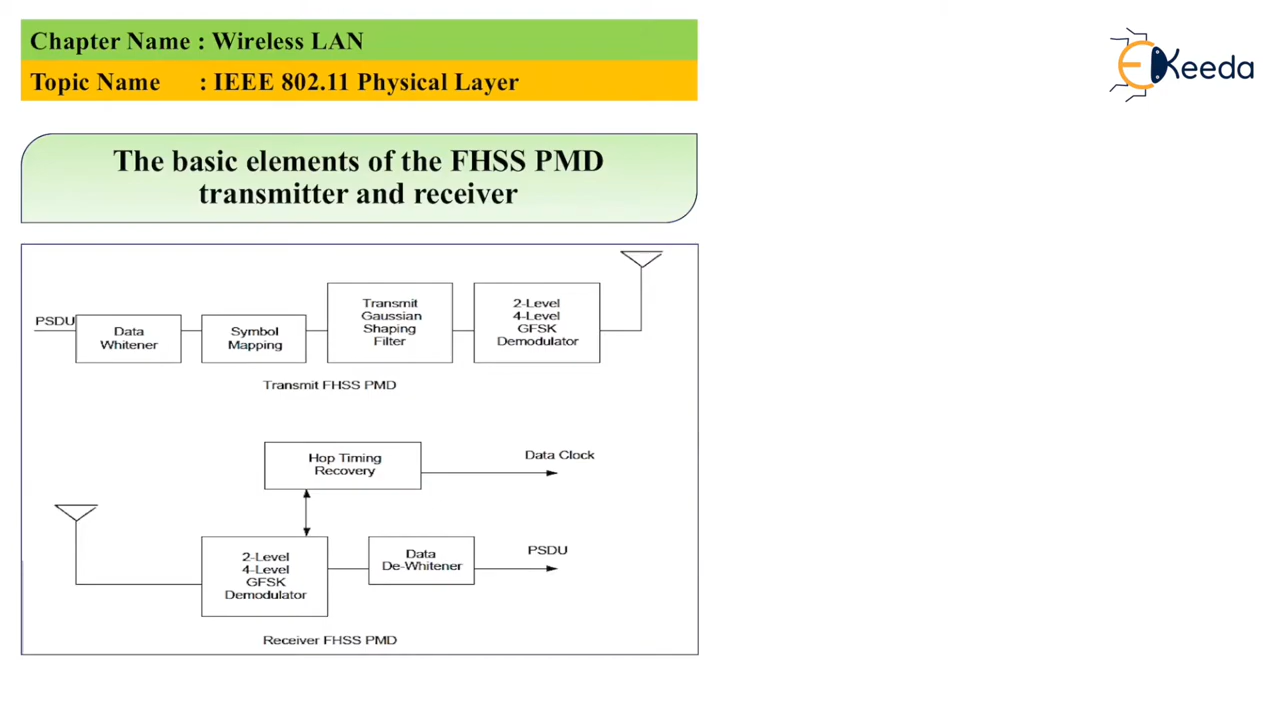 Chapter Name : Wireless LAN
Topic Name : IEEE 802.11 Physical Layer
EKeeda
The basic elements of the FHSS PMD
transmitter and receiver
PSDU
Data
Whitener
Symbol
Mapping
Transmit
Gaussian
Shaping
Filter
2-Level
4-Level
GFSK
Demodulator
Transmit FHSS PMD
Hop Timing
Recovery
Data Clock
2-Level
4-Level
GFSK
Demodulator
Data
De-Whitener
PSDU
Receiver FHSS PMD